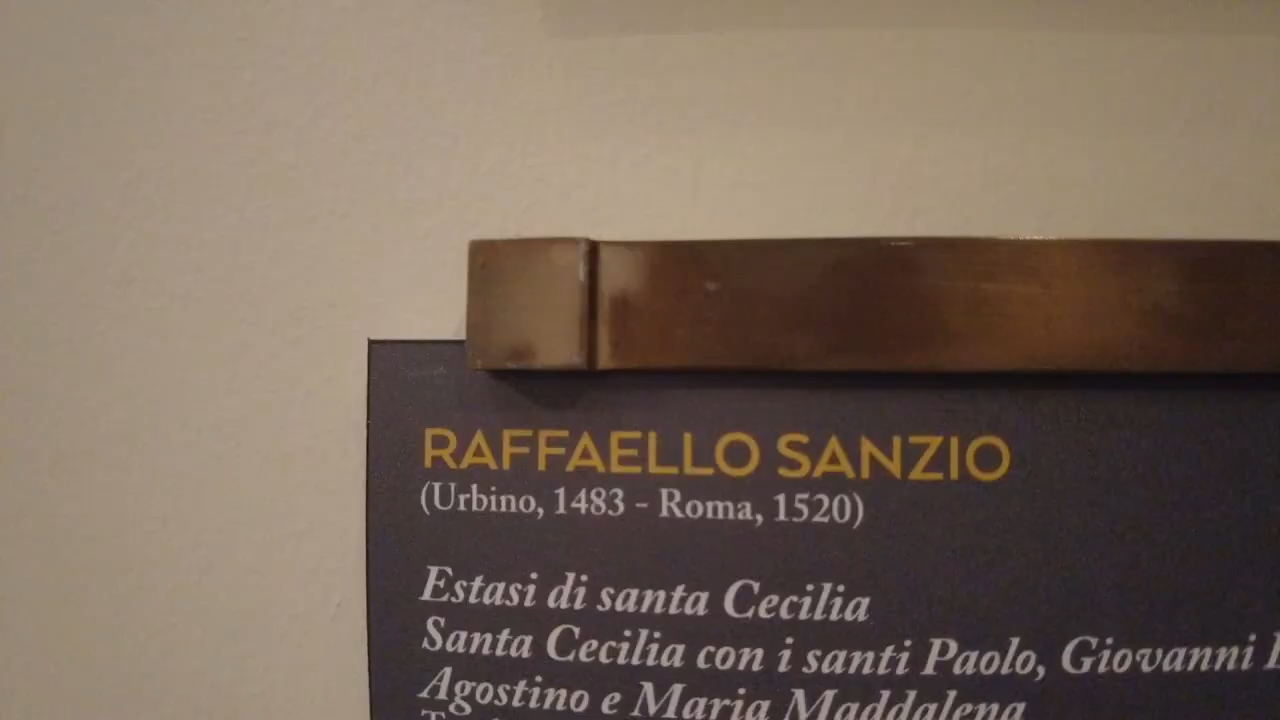 RAFFAELLO SANZIO
(Urbino, 1483 - Roma, 1520)
Estasi di santa Cecilia
Santa Cecilia con i santi Paolo, Giovanni
Agostino e Maria Maddalena